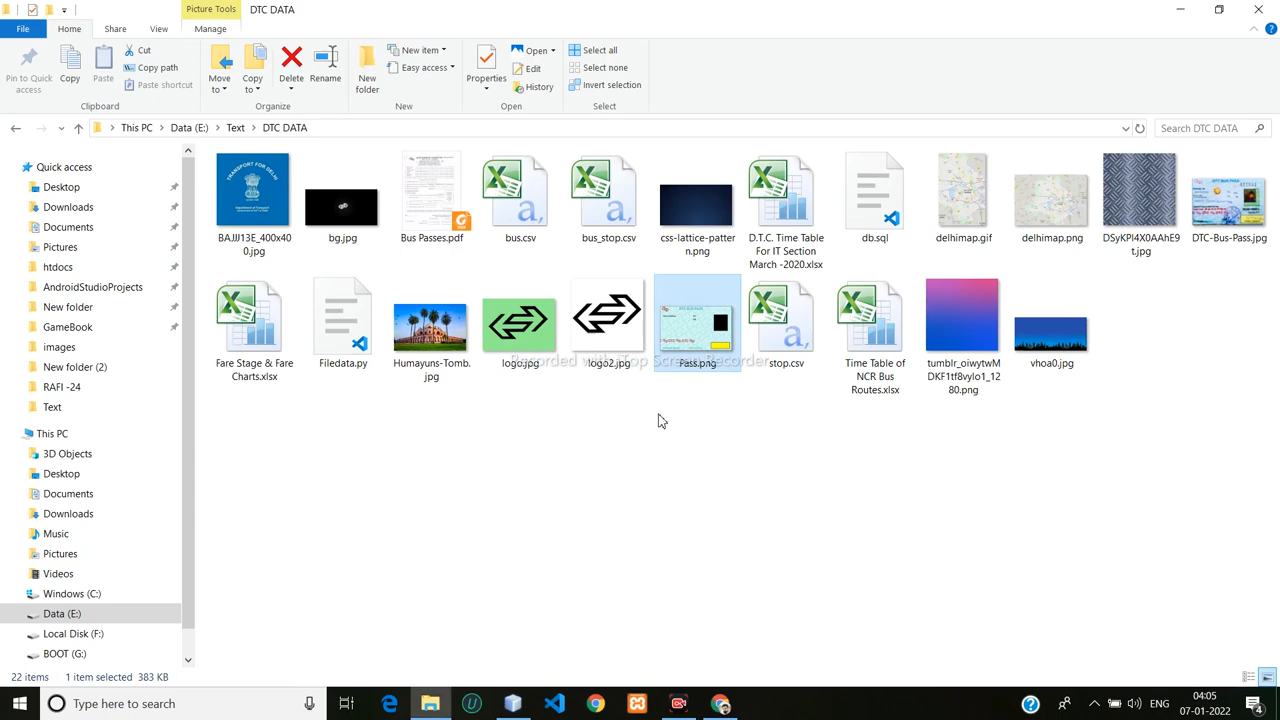 Picture Tools
DTC DATA
File
Home
Share
View
Manage
Pin to Quick
access
Copy
Paste
Cut
Copy path
Paste shortcut
Move
to
Copy
to
Delete
Rename
New
folder
New item
Easy access
Properties
Open
Edit
History
Select all
Select none
Invert selection
Clipboard
Organize
New
Open
Select
This PC
Data (E:)
Text
DTC DATA
Search DTC DATA
Quick access
Desktop
Downloads
Documents
Pictures
htdocs
AndroidStudioProjects
New folder
GameBook
images
New folder (2)
RAFI -24
Text
This PC
3D Objects
Desktop
Documents
Downloads
Music
Pictures
Videos
Windows (C:)
Data (E:)
Local Disk (F:)
BOOT (G:)
TRANSPORT FOR DELHI
BAJJJ13E_400x40
0.jpg
bg.jpg
Bus Passes.pdf
bus.csv
bus_stop.csv
css-lattice-patter
n.png
D.T.C. Time Table
For IT Section
March -2020.xlsx
db.sql
delhimap.gif
delhimap.png
DSyKPl4X0AAhE9
t.jpg
DTC-Bus-Pass.jpg
Fare Stage & Fare
Charts.xlsx
Filedata.py
Humayuns-Tomb.
jpg
logo.jpg
logo2.jpg
Pass.png
stop.csv
Time Table of
NCR Bus
Routes.xlsx
tumblr_oiwytwM
DKF1tf8vylo1_12
80.png
vhoa0.jpg
Recorded with iTop Screen Recorder
22 items
1 item selected 383 KB
Type here to search
ENG
04:05
07-01-2022
4